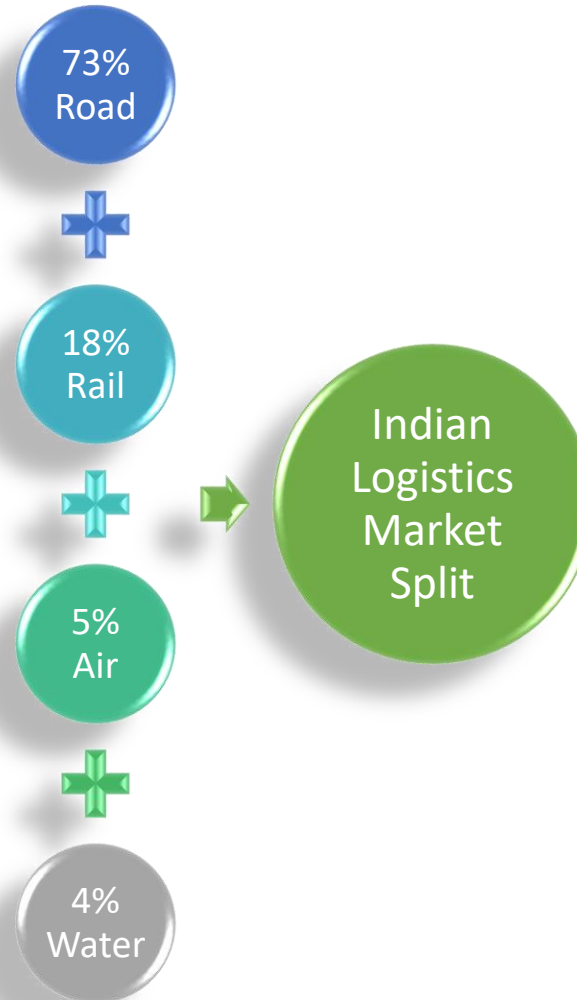 73%
Road
18%
Rail
5%
Air
4%
Water
Indian
Logistics
Market
Split